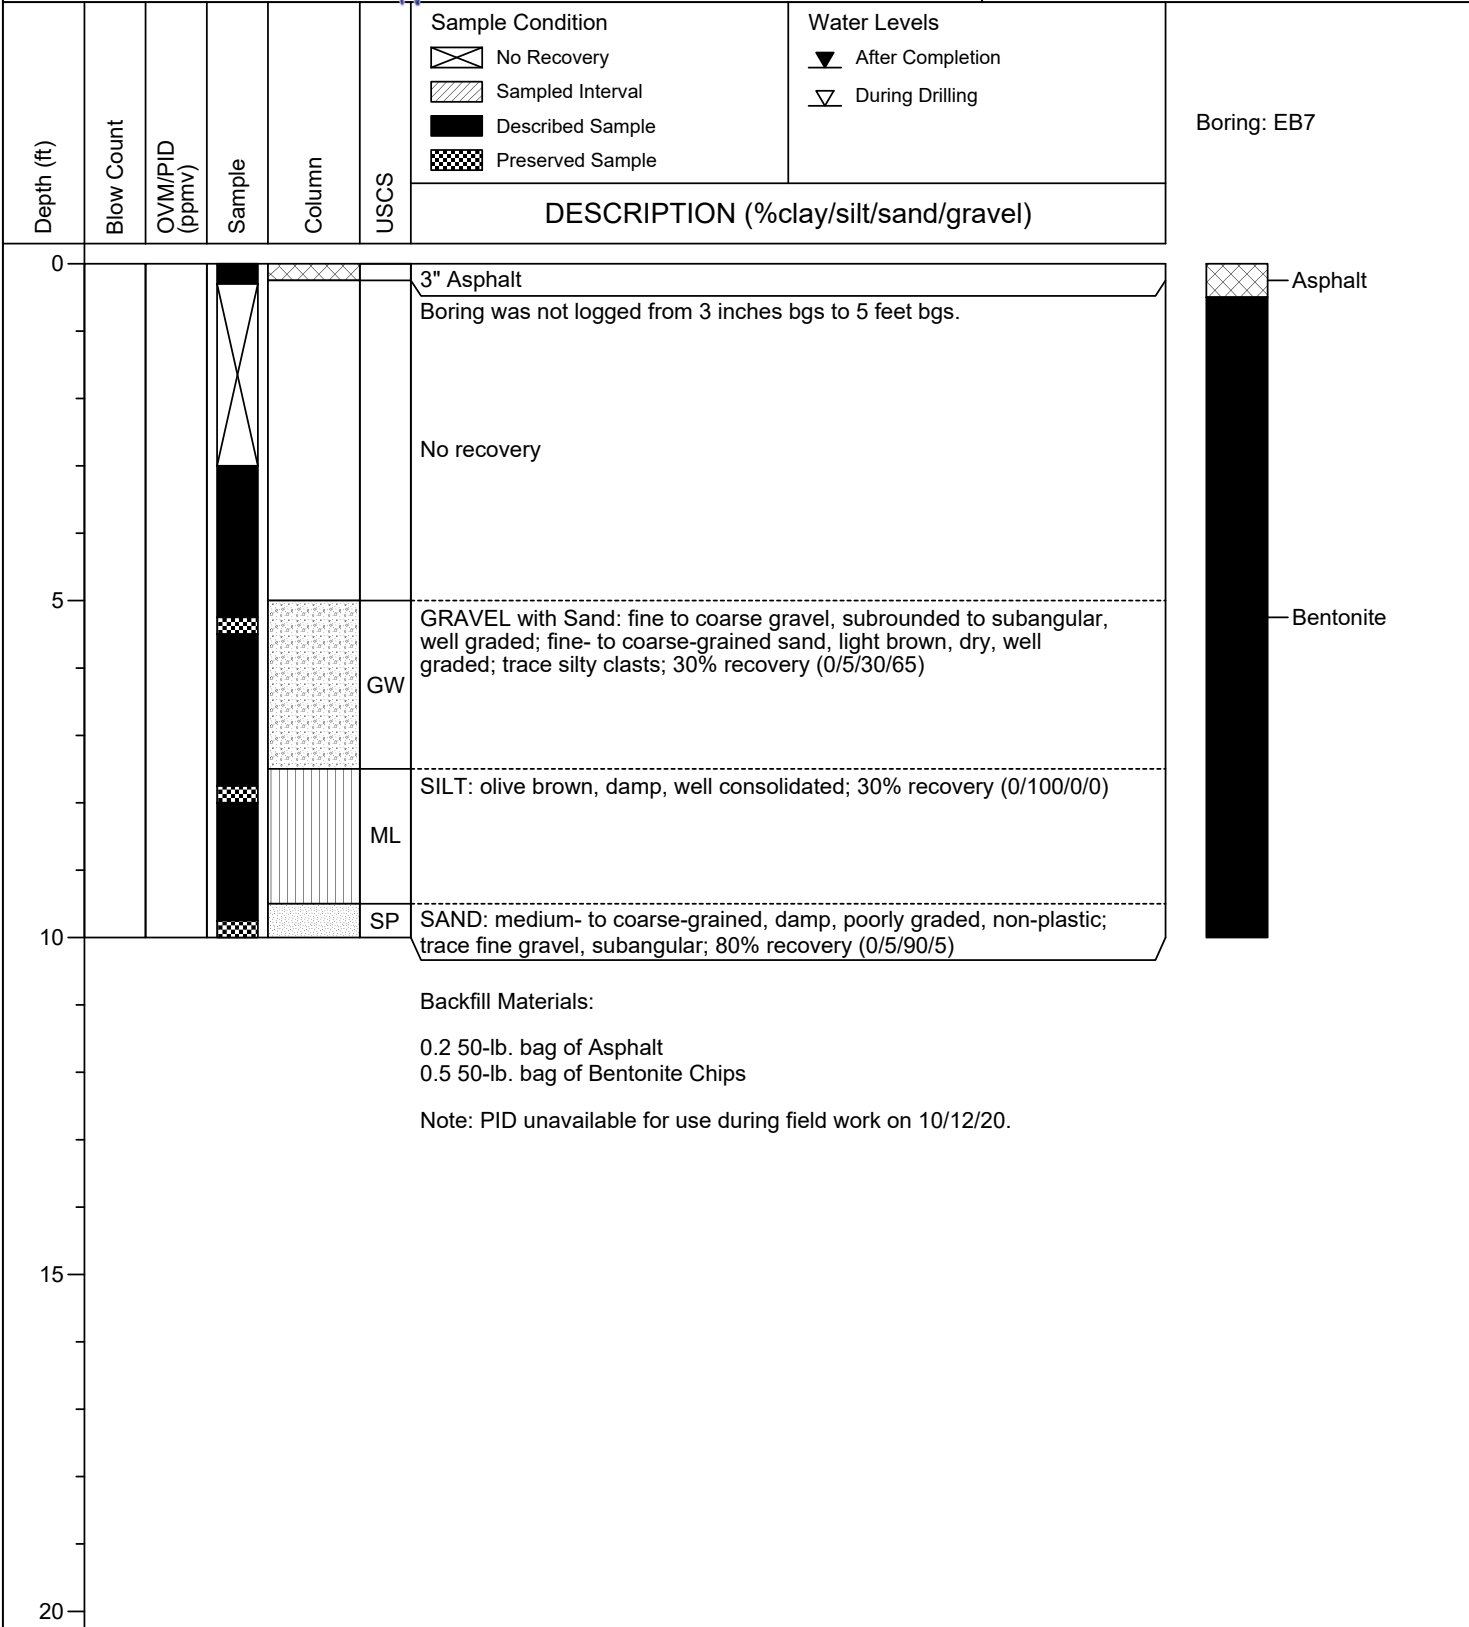 Sample Condition
No Recovery
Sampled Interval
Described Sample
Preserved Sample
Water Levels
After Completion
During Drilling
Boring: EB7
Depth (ft)
Blow Count
OVM/PID
(ppmv)
Sample
Column
USCS
DESCRIPTION (%clay/silt/sand/gravel)
0
3" Asphalt
Asphalt
Boring was not logged from 3 inches bgs to 5 feet bgs.
No recovery
5
GRAVEL with Sand: fine to coarse gravel, subrounded to subangular,
well graded; fine- to coarse-grained sand, light brown, dry, well
graded; trace silty clasts; 30% recovery (0/5/30/65)
GW
Bentonite
SILT: olive brown, damp, well consolidated; 30% recovery (0/100/0/0)
ML
SP
SAND: medium- to coarse-grained, damp, poorly graded, non-plastic;
trace fine gravel, subangular; 80% recovery (0/5/90/5)
10
Backfill Materials:
0.2 50-lb. bag of Asphalt
0.5 50-lb. bag of Bentonite Chips
Note: PID unavailable for use during field work on 10/12/20.
15
20